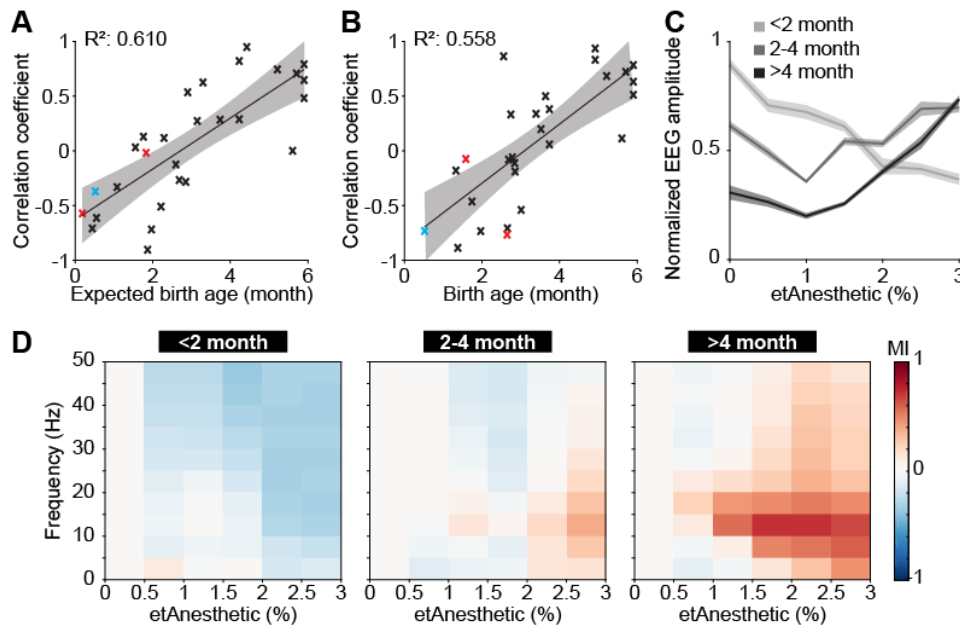 A
R²: 0.610
Correlation coefficient
1
0.5
0
-0.5
-1
0 2 4 6
Expected birth age (month)
B
R²: 0.558
Correlation coefficient
1
0.5
0
-0.5
-1
0 2 4 6
Birth age (month)
C
<2 month
2-4 month
>4 month
Normalized EEG amplitude
1
0.5
0
0 1 2 3
etAnesthetic (%)
D
<2 month
2-4 month
>4 month
Frequency (Hz)
50
40
30
20
10
0
0 0.5 1 1.5 2 2.5 3
etAnesthetic (%)
0 0.5 1 1.5 2 2.5 3
etAnesthetic (%)
0 0.5 1 1.5 2 2.5 3
etAnesthetic (%)
MI
1
0
1